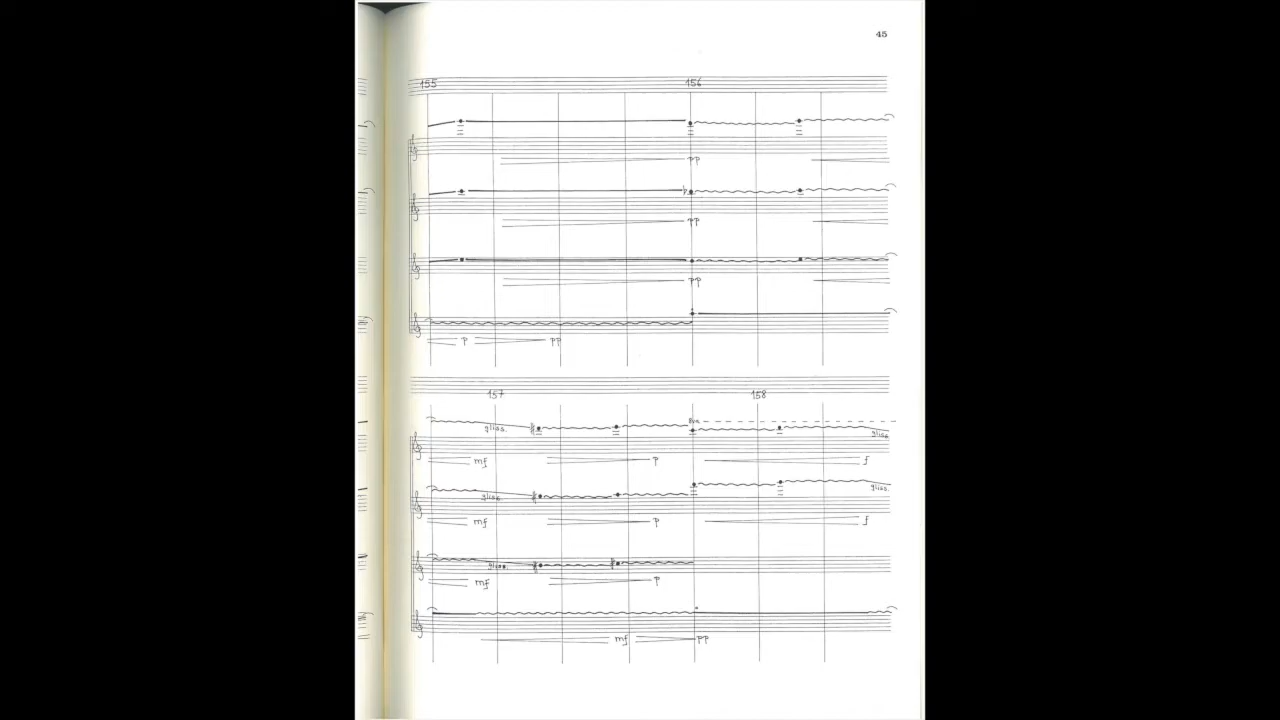 45
155 156
pp
pp
pp
p pp
157 158
gliss. 8va gliss.
mf p f
gliss. gliss.
mf p f
gliss.
mf p
mf pp